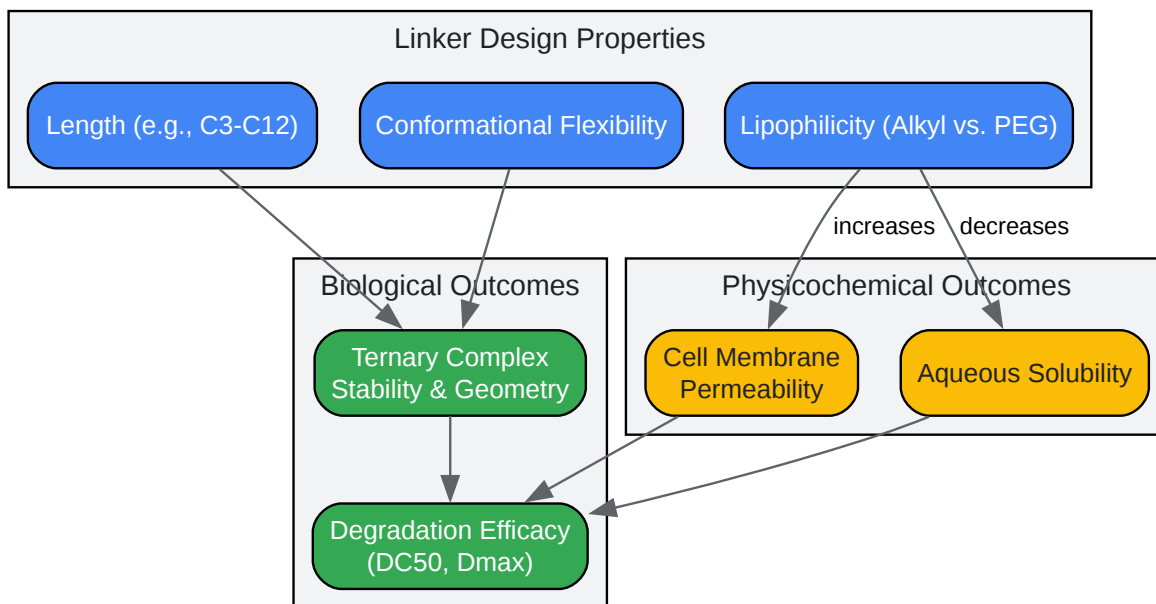 Linker Design Properties
Length (e.g., C3-C12)
Conformational Flexibility
Lipophilicity (Alkyl vs. PEG)
increases
decreases
Biological Outcomes
Physicochemical Outcomes
Ternary Complex
Stability & Geometry
Cell Membrane
Permeability
Aqueous Solubility
Degradation Efficacy
(DC50, Dmax)